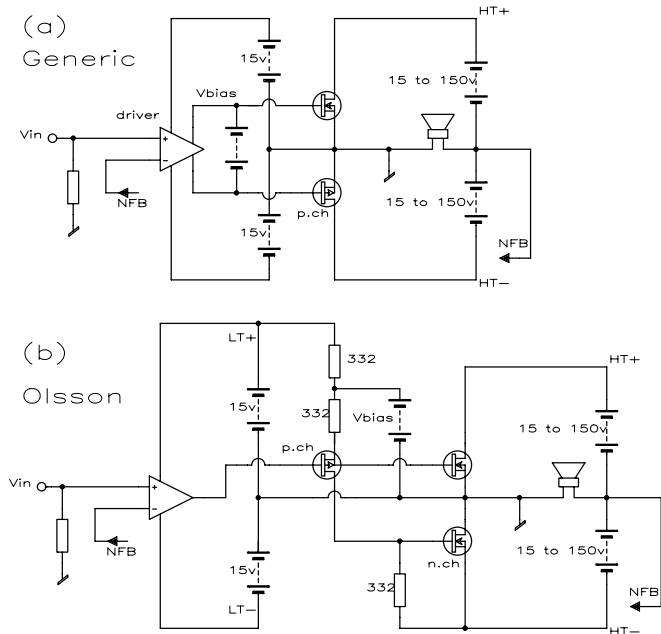 (a)
Generic
HT+
15v
15 to 150v
Vbias
driver
Vin
+
-
NFB
p.ch
15 to 150v
15v
NFB
HT-
(b)
Olsson
LT+
332
HT+
15v
332
Vbias
15 to 150v
p.ch
Vin
+
-
NFB
15v
n.ch
15 to 150v
332
NFB
LT-
HT-